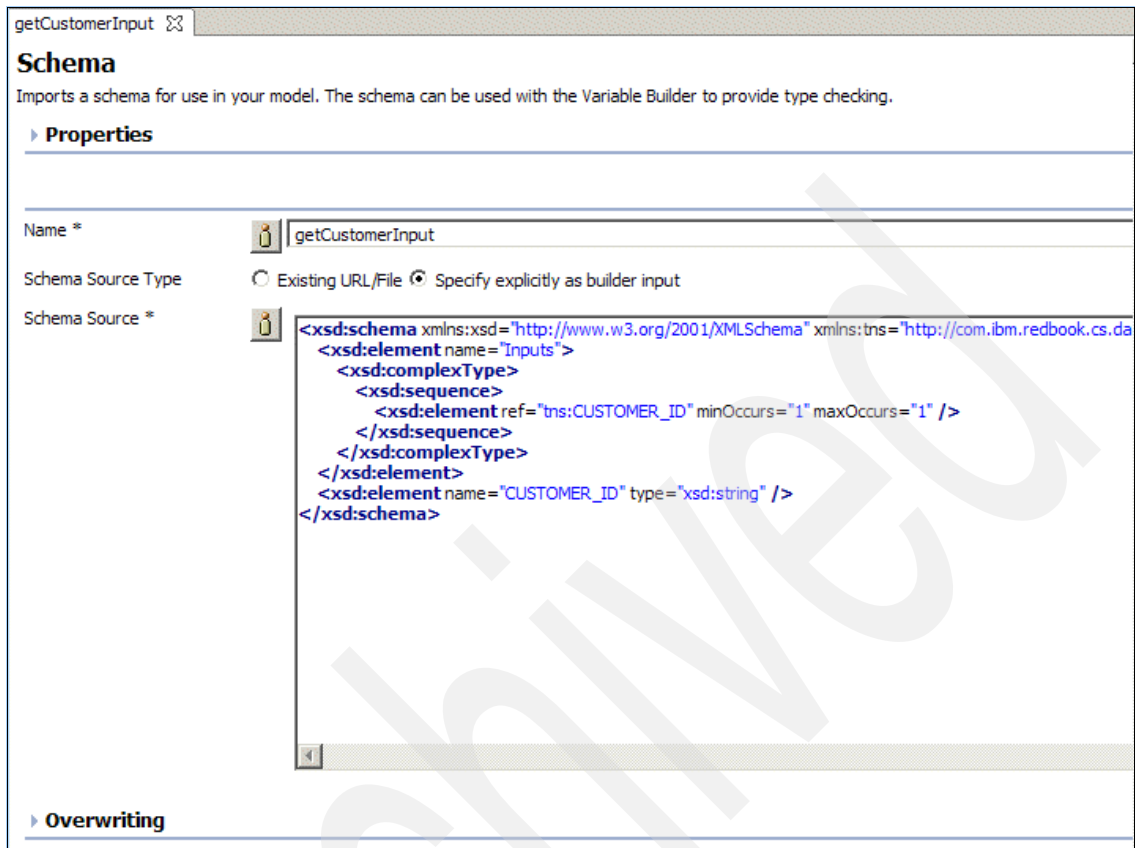 getCustomerInput
Schema
Imports a schema for use in your model. The schema can be used with the Variable Builder to provide type checking.
Properties
Name *
getCustomerInput
Schema Source Type
Existing URL/File Specify explicitly as builder input
Schema Source *
<xsd:schema xmlns:xsd="http://www.w3.org/2001/XMLSchema" xmlns:tns="http://com.ibm.redbook.cs.da
<xsd:element name="Inputs">
<xsd:complexType>
<xsd:sequence>
<xsd:element ref="tns:CUSTOMER_ID" minOccurs="1" maxOccurs="1" />
</xsd:sequence>
</xsd:complexType>
</xsd:element>
<xsd:element name="CUSTOMER_ID" type="xsd:string" />
</xsd:schema>
Overwriting
hived